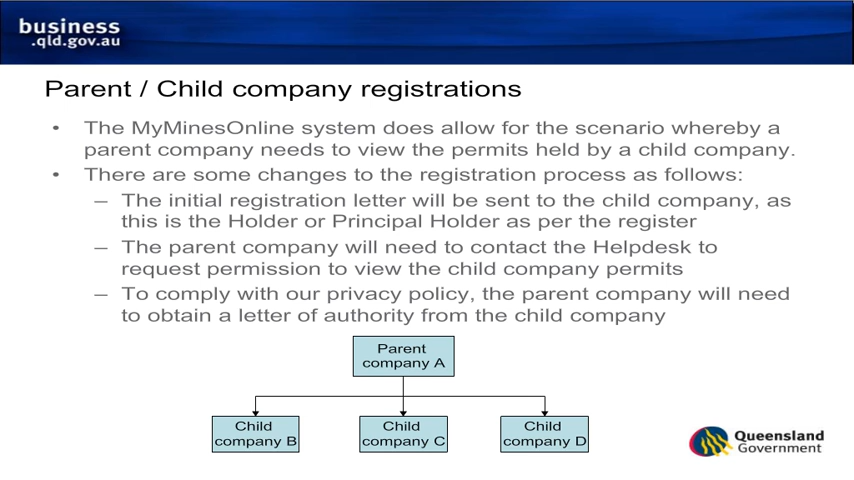 business
.qld.gov.au
Parent / Child company registrations
• The MyMinesOnline system does allow for the scenario whereby a
parent company needs to view the permits held by a child company.
• There are some changes to the registration process as follows:
– The initial registration letter will be sent to the child company, as
this is the Holder or Principal Holder as per the register
– The parent company will need to contact the Helpdesk to
request permission to view the child company permits
– To comply with our privacy policy, the parent company will need
to obtain a letter of authority from the child company
Parent
company A
Child
company B
Child
company C
Child
company D
Queensland
Government